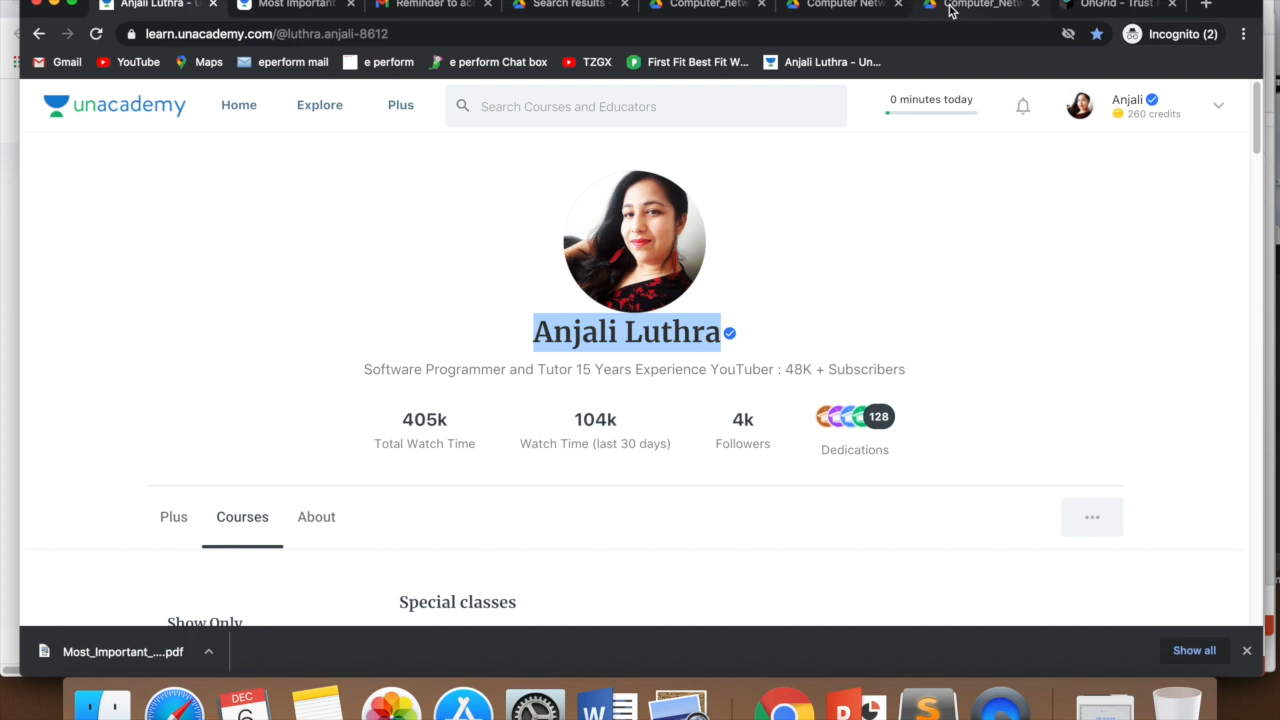 Anjali Luthra - U
Most Important
Reminder to acc
Search results -
Computer_netw
Computer Netw
Computer_Netw
OnGrid - Trust
learn.unacademy.com/@luthra.anjali-8612
Incognito (2)
Gmail
YouTube
Maps
eperform mail
e perform
e perform Chat box
TZGX
First Fit Best Fit W...
Anjali Luthra - Un...
unacademy
Home
Explore
Plus
Search Courses and Educators
0 minutes today
Anjali
260 credits
Anjali Luthra
Software Programmer and Tutor 15 Years Experience YouTuber : 48K + Subscribers
405k
Total Watch Time
104k
Watch Time (last 30 days)
4k
Followers
128
Dedications
Plus
Courses
About
Special classes
Show Only
Most_Important_....pdf
Show all
DEC
6
W
P
S